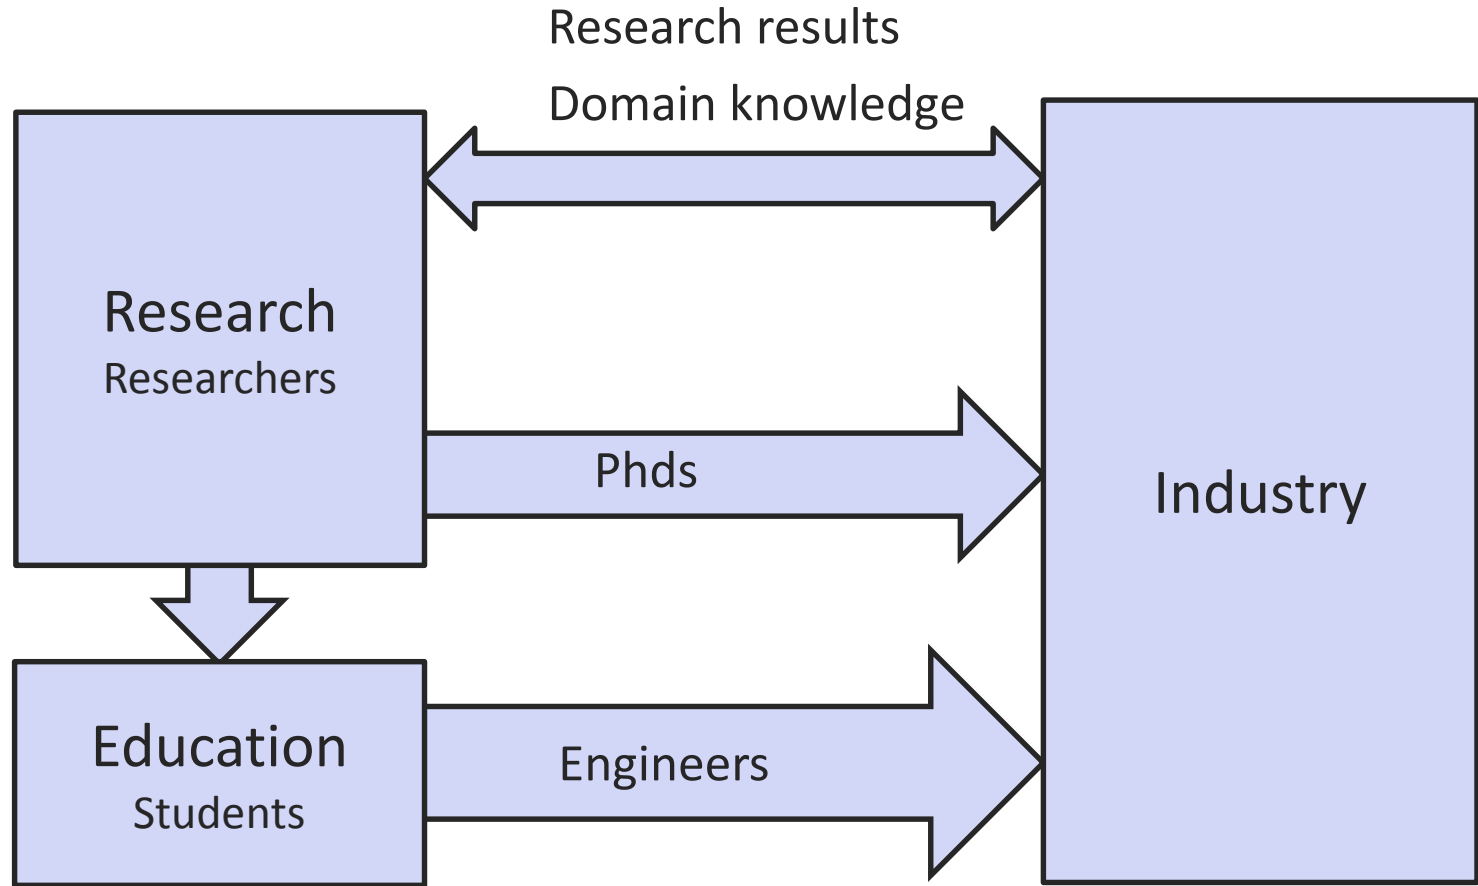 Research results
Domain knowledge
Research
Researchers
Phds
Industry
Education
Students
Engineers